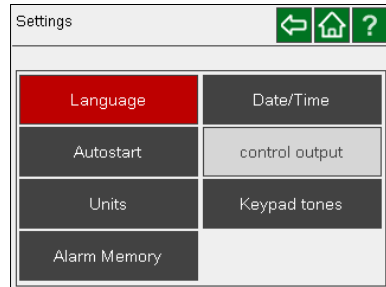 Settings
?
Language
Date/Time
Autostart
control output
Units
Keypad tones
Alarm Memory